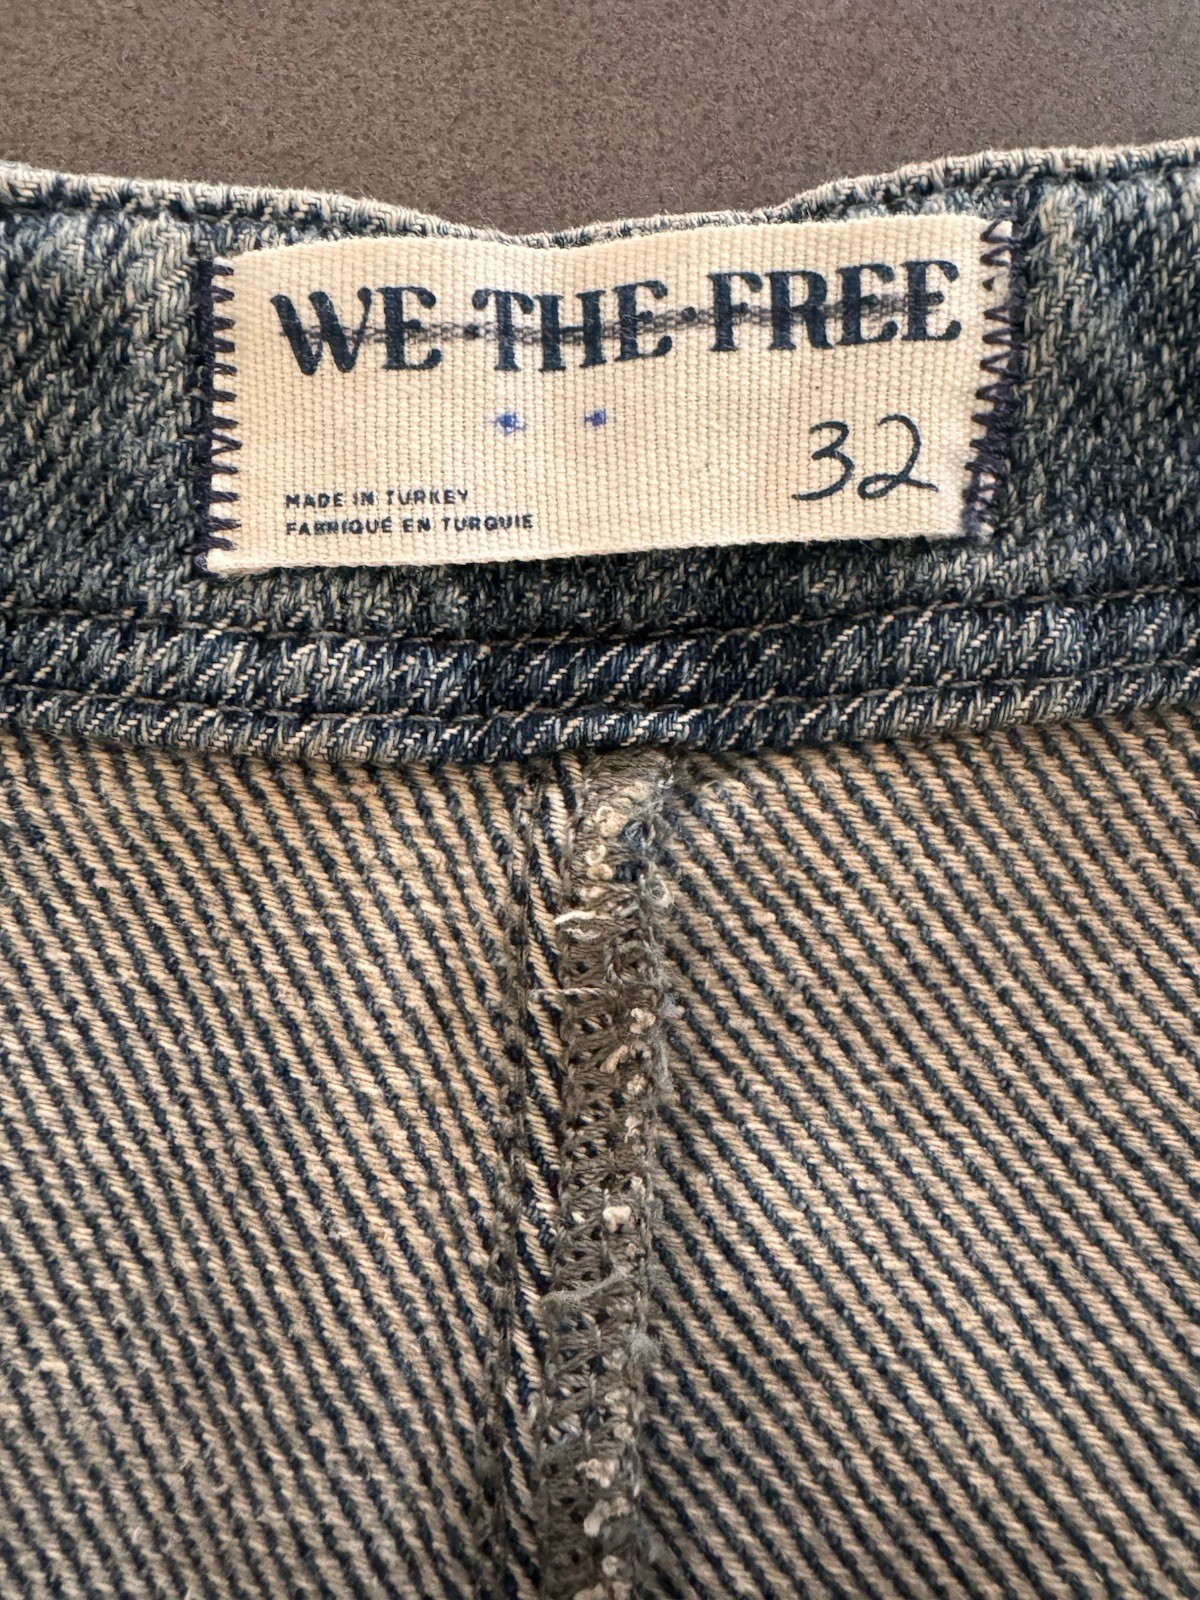 WE·THE·FREE
32
MADE IN TURKEY
FABRIQUÉ EN TURQUIE